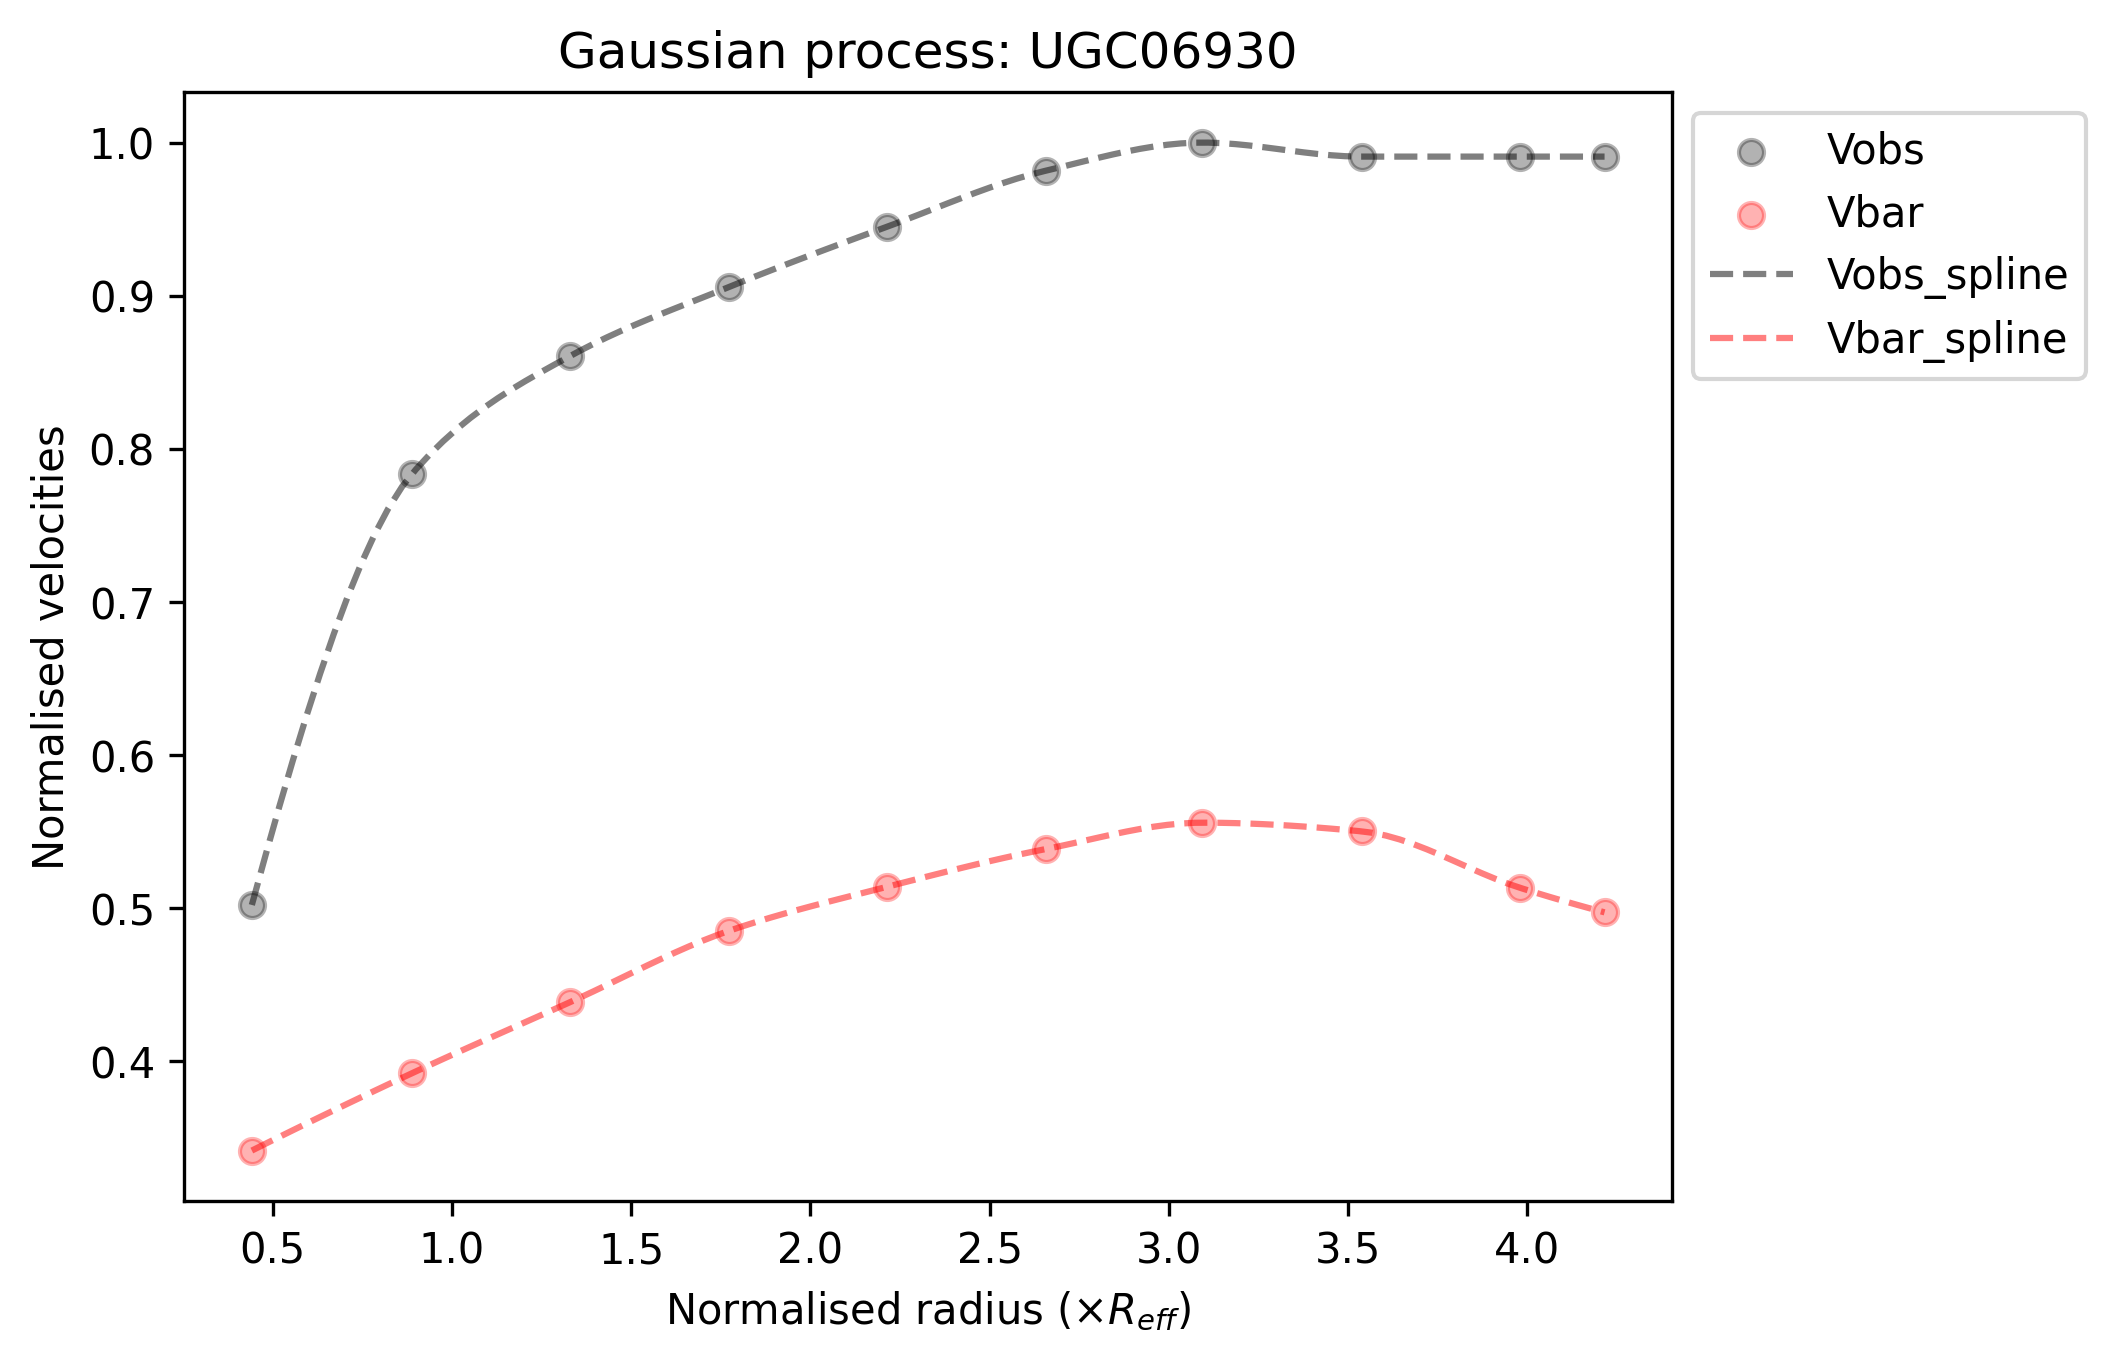 Gaussian process: UGC06930
Normalised velocities
1.0
0.9
0.8
0.7
0.6
0.5
0.4
0.5 1.0 1.5 2.0 2.5 3.0 3.5 4.0
Normalised radius (×R_eff)
Vobs
Vbar
Vobs_spline
Vbar_spline